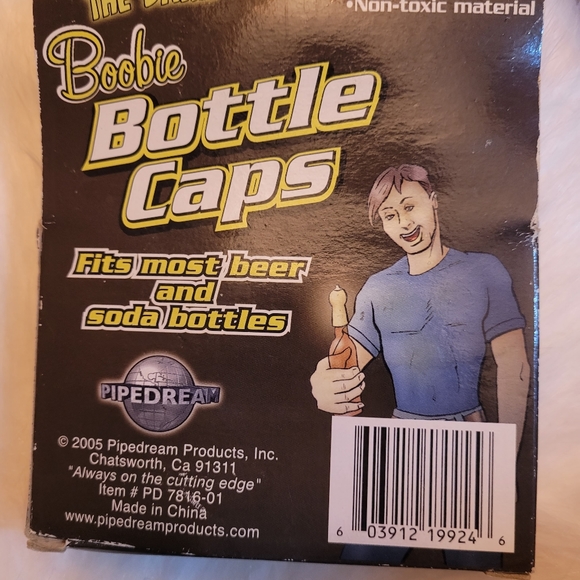 THE
•Non-toxic material
Boobie
Bottle
Caps
Fits most beer
and
soda bottles
PIPEDREAM
© 2005 Pipedream Products, Inc.
Chatsworth, Ca 91311
"Always on the cutting edge"
Item # PD 7816-01
Made in China
www.pipedreamproducts.com
6 03912 19924 6